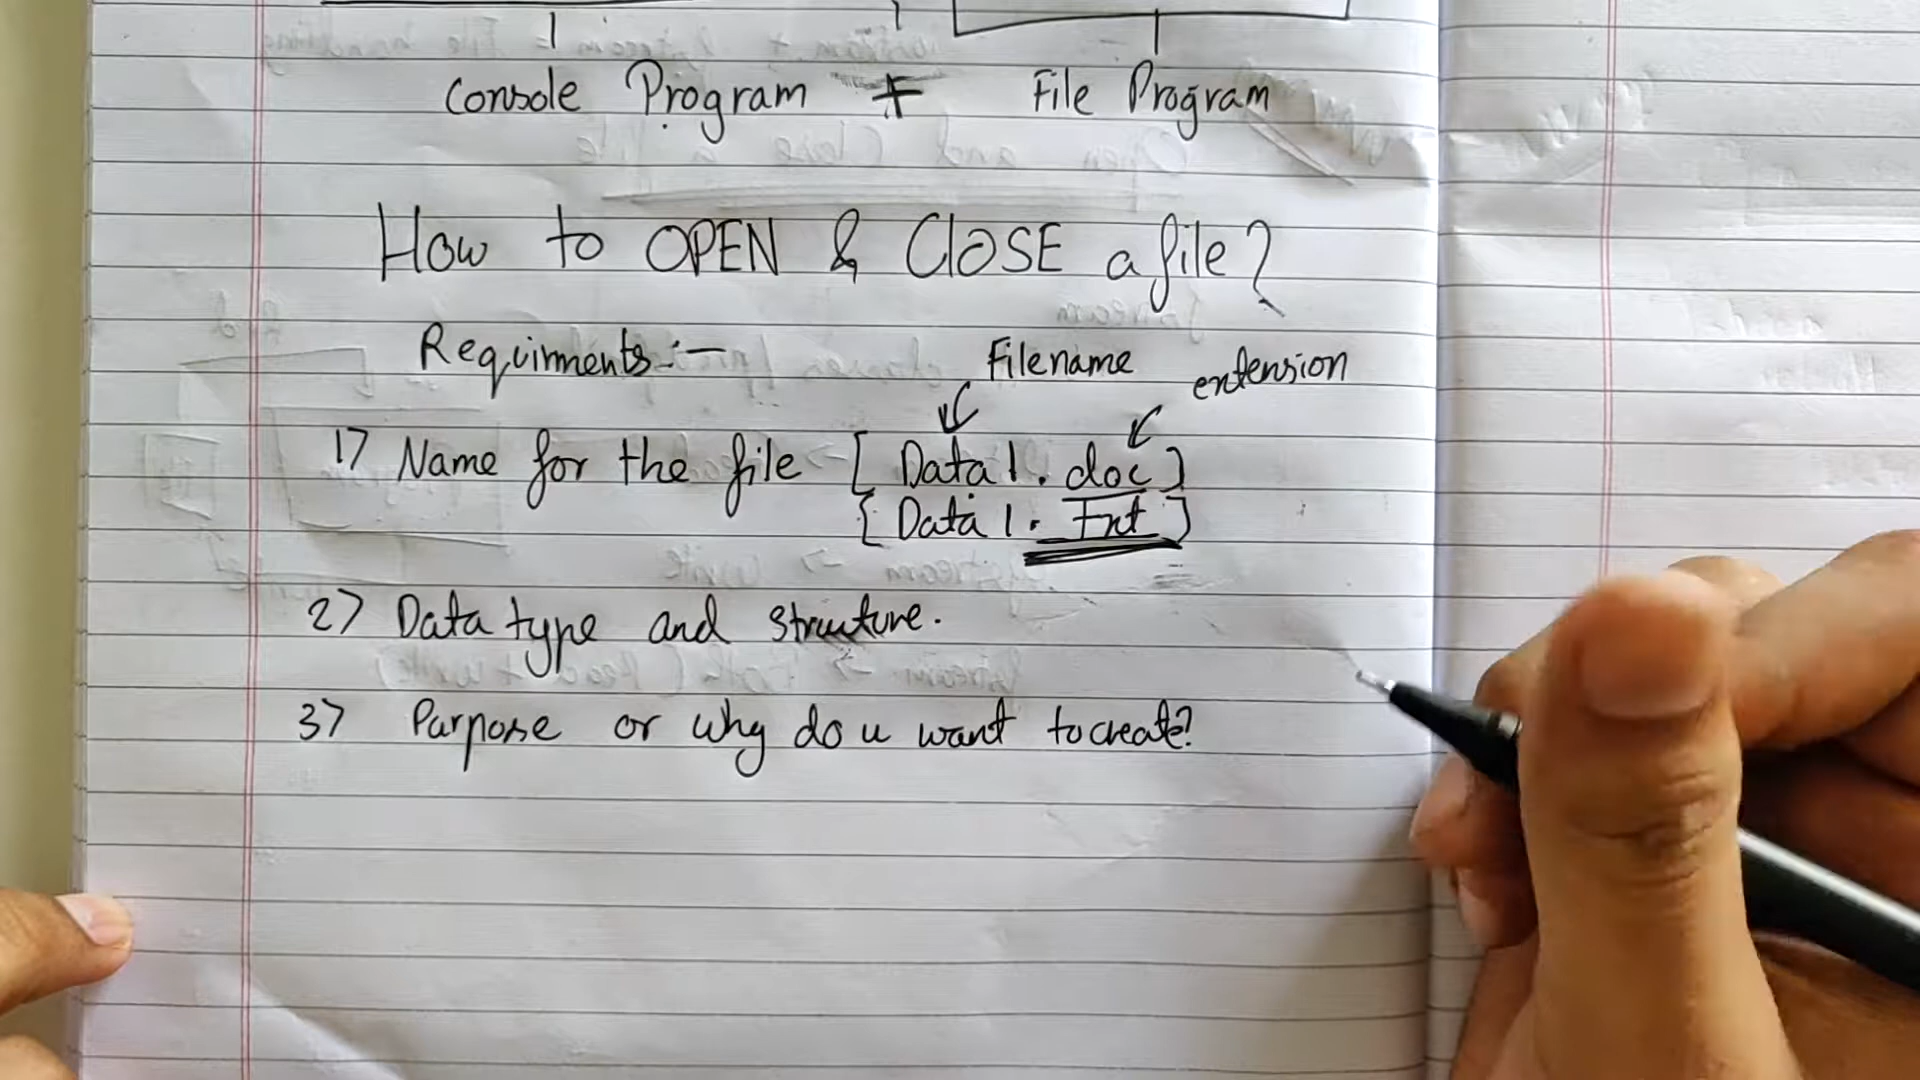 Console Program + File Program
How to OPEN & ClOSE a file?
Requirments:-
Filename
extension
1) Name for the file [ Data1. doc ]
[ Data1. txt ]
2) Data type and structure.
3) Purpose or why do u want to create?